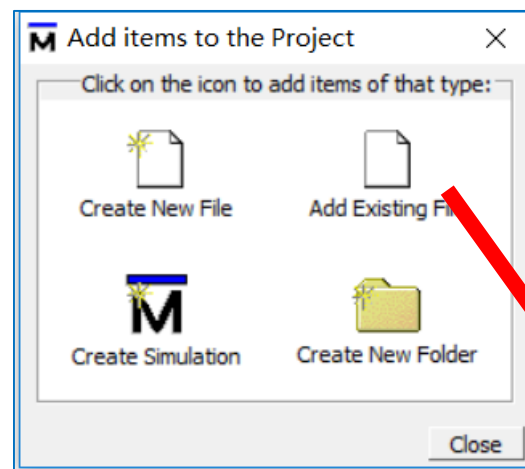 Add items to the Project
Click on the icon to add items of that type:
Create New File
Add Existing
Create Simulation
Create New Folder
Close